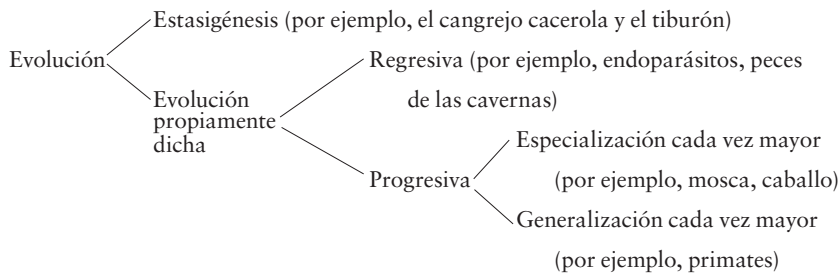 Estasigénesis (por ejemplo, el cangrejo cacerola y el tiburón)
Evolución
Regresiva (por ejemplo, endoparásitos, peces
de las cavernas)
Evolución
propiamente
dicha
Especialización cada vez mayor
(por ejemplo, mosca, caballo)
Progresiva
Generalización cada vez mayor
(por ejemplo, primates)